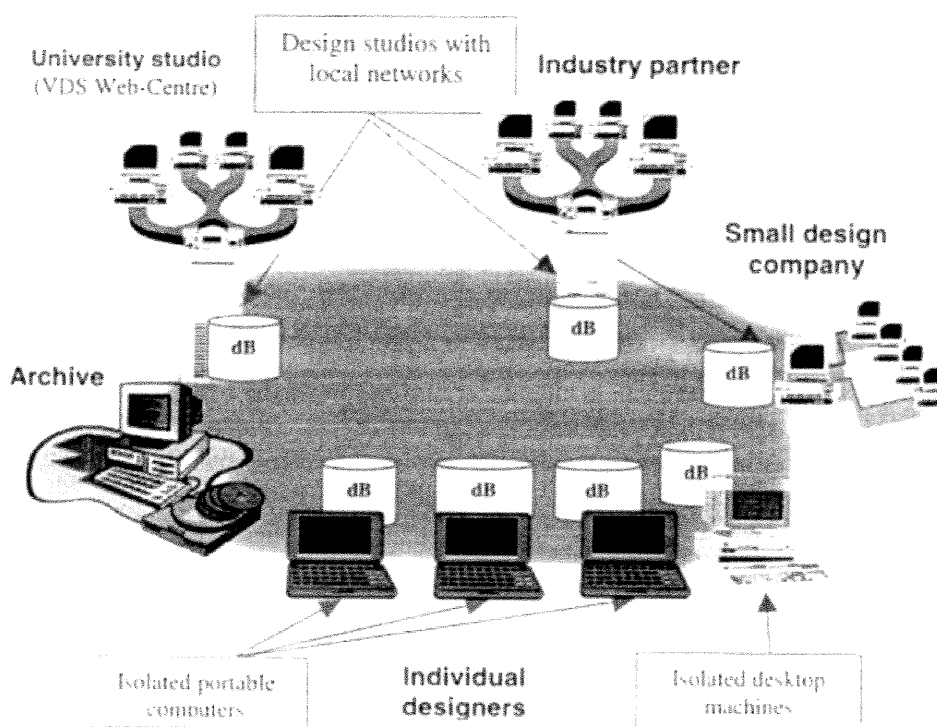 University studio
(VDS Web-Centre)
Design studios with
local networks
Industry partner
Small design
company
dB
dB
dB
Archive
dB
dB
dB
dB
Isolated portable
computers
Individual
designers
Isolated desktop
machines